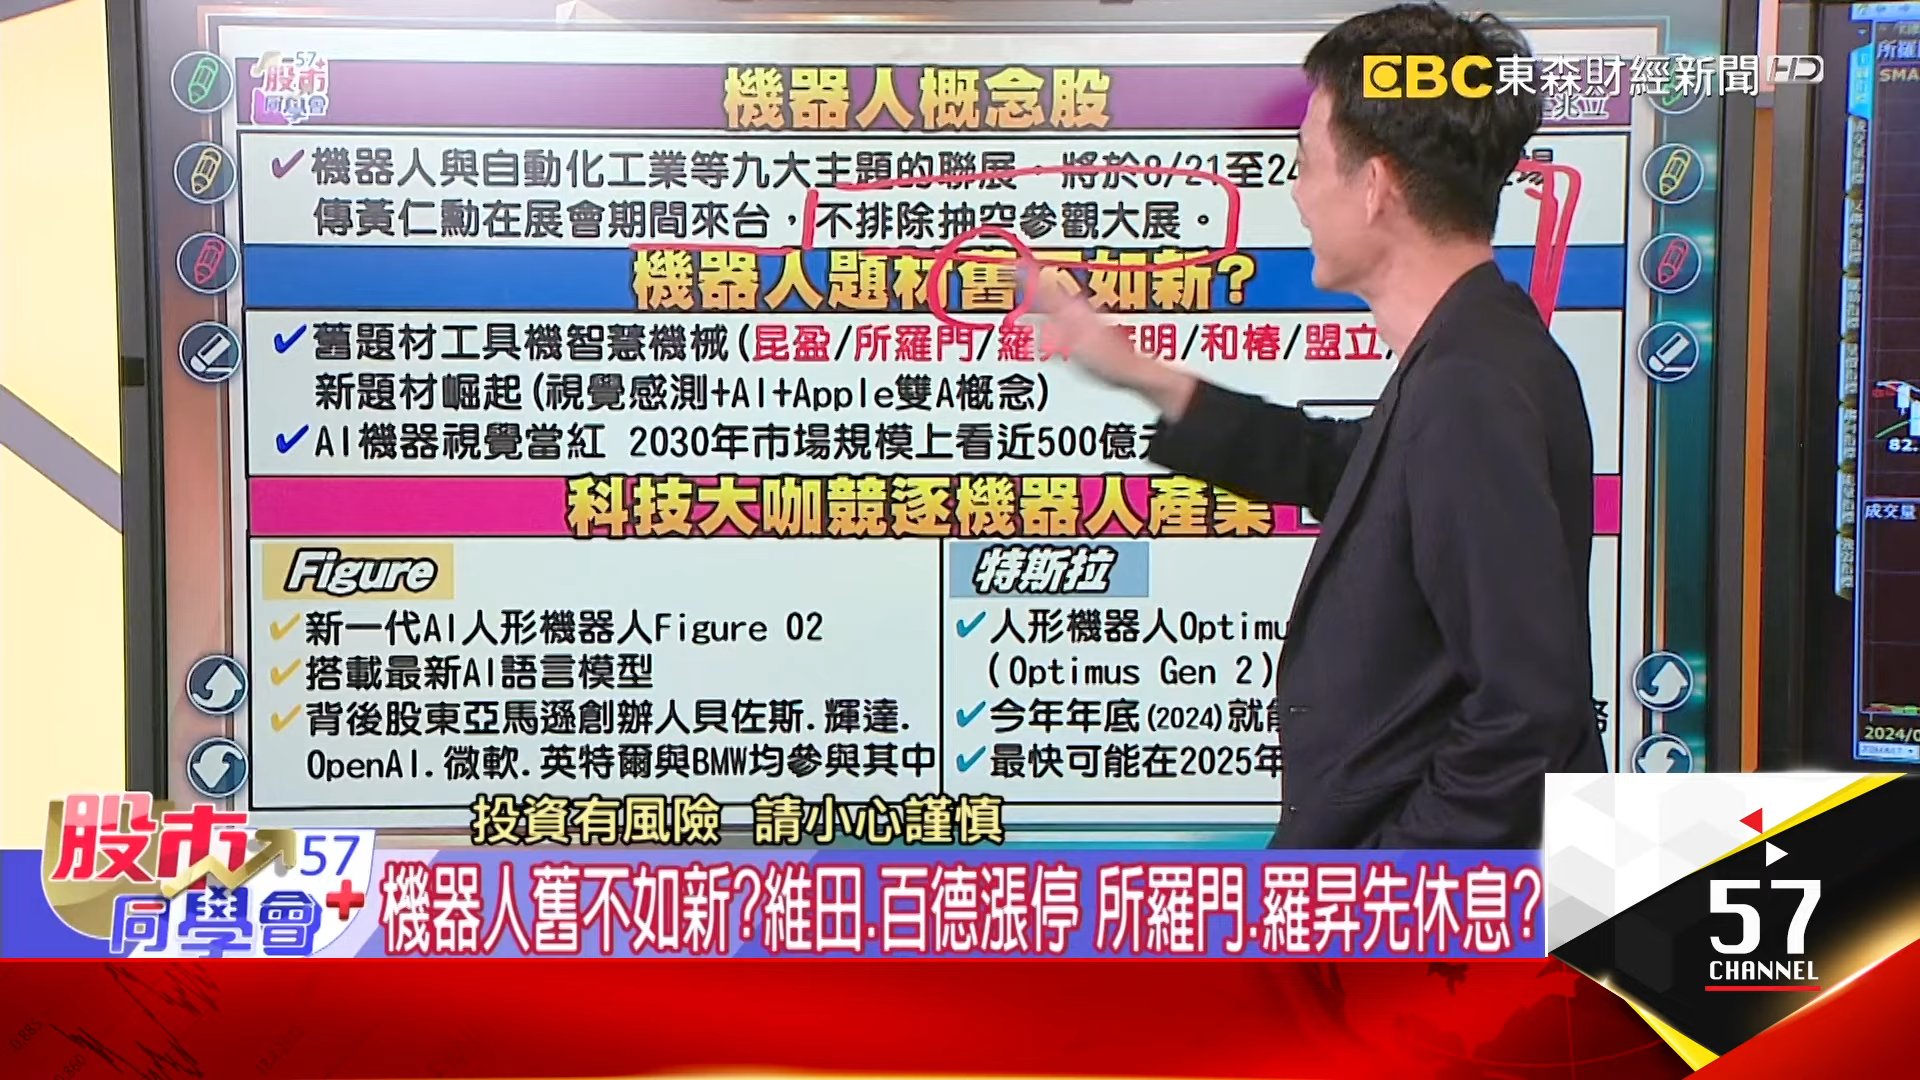 57+
股市
同學會
機器人概念股
EBC 東森財經新聞 HD
機器人與自動化工業等九大主題的聯展，將於8/21至24
傳黃仁勳在展會期間來台，不排除抽空參觀大展。
機器人題材舊不如新?
舊題材工具機智慧機械(昆盈/所羅門/羅昇 明/和椿/盟立/
新題材崛起(視覺感測+AI+Apple雙A概念)
AI機器視覺當紅 2030年市場規模上看近500億元
科技大咖競逐機器人產業
Figure
新一代AI人形機器人Figure 02
搭載最新AI語言模型
背後股東亞馬遜創辦人貝佐斯.輝達.
OpenAI.微軟.英特爾與BMW均參與其中
特斯拉
人形機器人Optimu
(Optimus Gen 2)
今年年底(2024)就能
最快可能在2025年
SMA
82.
成交量
2024/0
投資有風險 請小心謹慎
股市
57
同學會+
機器人舊不如新?維田.百德漲停 所羅門.羅昇先休息?
57
CHANNEL